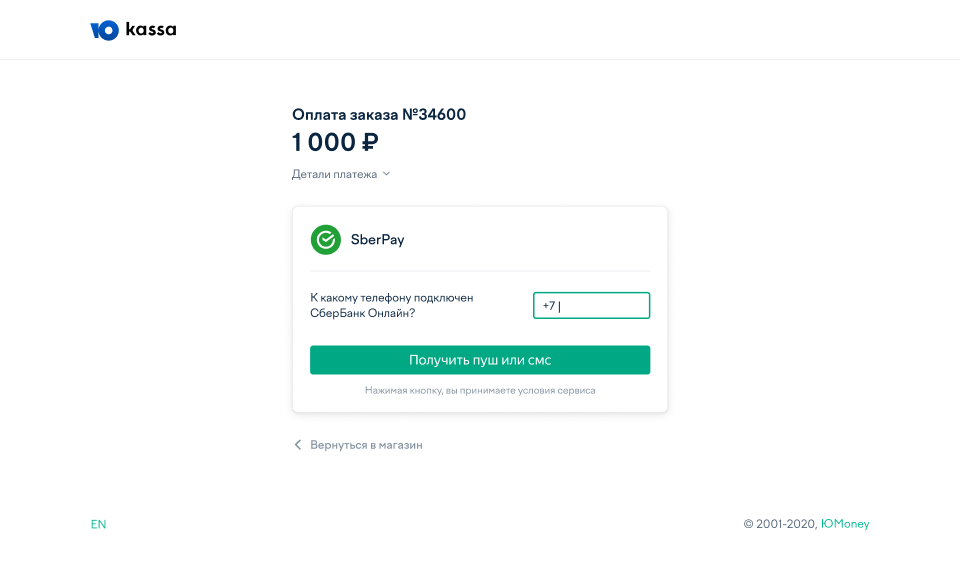 Ю kassa
Оплата заказа №34600
1 000 ₽
Детали платежа
SberPay
К какому телефону подключен
СберБанк Онлайн?
+7
Получить пуш или смс
Нажимая кнопку, вы принимаете условия сервиса
Вернуться в магазин
EN
© 2001-2020, ЮMoney